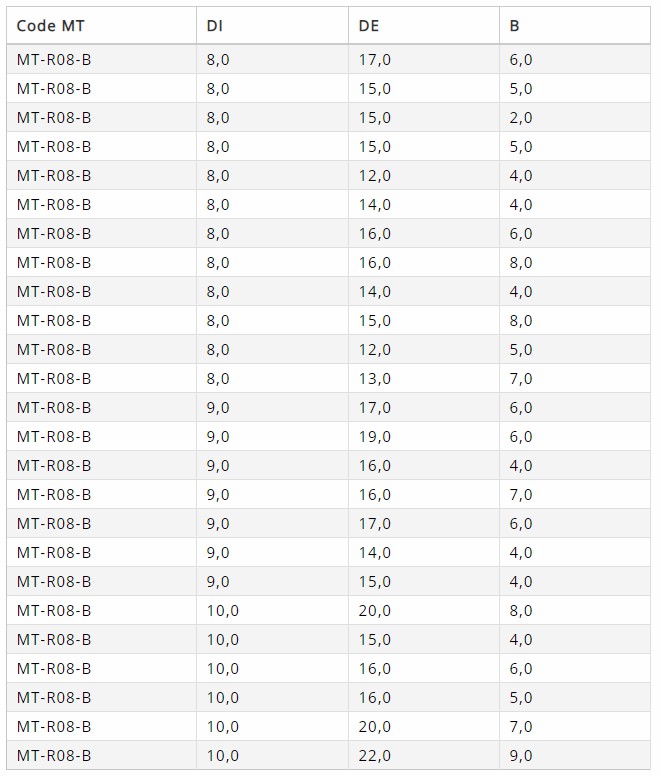 Code MT DI DE B
MT-R08-B 8,0 17,0 6,0
MT-R08-B 8,0 15,0 5,0
MT-R08-B 8,0 15,0 2,0
MT-R08-B 8,0 15,0 5,0
MT-R08-B 8,0 12,0 4,0
MT-R08-B 8,0 14,0 4,0
MT-R08-B 8,0 16,0 6,0
MT-R08-B 8,0 16,0 8,0
MT-R08-B 8,0 14,0 4,0
MT-R08-B 8,0 15,0 8,0
MT-R08-B 8,0 12,0 5,0
MT-R08-B 8,0 13,0 7,0
MT-R08-B 9,0 17,0 6,0
MT-R08-B 9,0 19,0 6,0
MT-R08-B 9,0 16,0 4,0
MT-R08-B 9,0 16,0 7,0
MT-R08-B 9,0 17,0 6,0
MT-R08-B 9,0 14,0 4,0
MT-R08-B 9,0 15,0 4,0
MT-R08-B 10,0 20,0 8,0
MT-R08-B 10,0 15,0 4,0
MT-R08-B 10,0 16,0 6,0
MT-R08-B 10,0 16,0 5,0
MT-R08-B 10,0 20,0 7,0
MT-R08-B 10,0 22,0 9,0